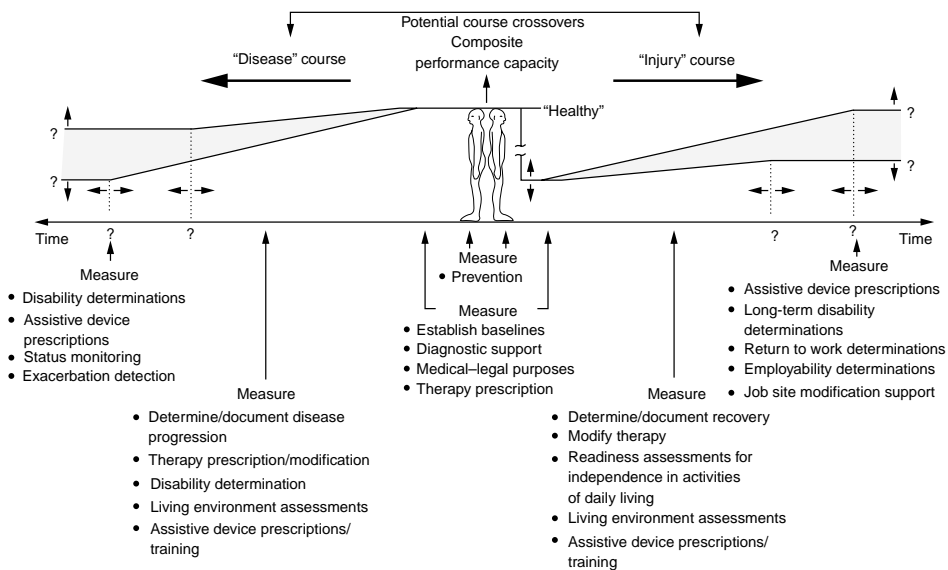 Potential course crossovers
Composite
performance capacity
“Disease” course
“Injury” course
“Healthy”
?
?
?
?
Time
?
?
?
?
Time
Measure
• Disability determinations
• Assistive device
prescriptions
• Status monitoring
• Exacerbation detection
Measure
• Determine/document disease
progression
• Therapy prescription/modification
• Disability determination
• Living environment assessments
• Assistive device prescriptions/
training
Measure
• Prevention
Measure
• Establish baselines
• Diagnostic support
• Medical–legal purposes
• Therapy prescription
Measure
• Determine/document recovery
• Modify therapy
• Readiness assessments for
independence in activities
of daily living
• Living environment assessments
• Assistive device prescriptions/
training
Measure
• Assistive device prescriptions
• Long-term disability
determinations
• Return to work determinations
• Employability determinations
• Job site modification support